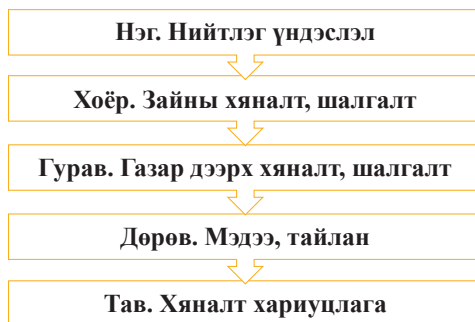 Нэг. Нийтлэг үндэслэл
Хоёр. Зайны хяналт, шалгалт
Гурав. Газар дээрх хяналт, шалгалт
Дөрөв. Мэдээ, тайлан
Тав. Хяналт хариуцлага